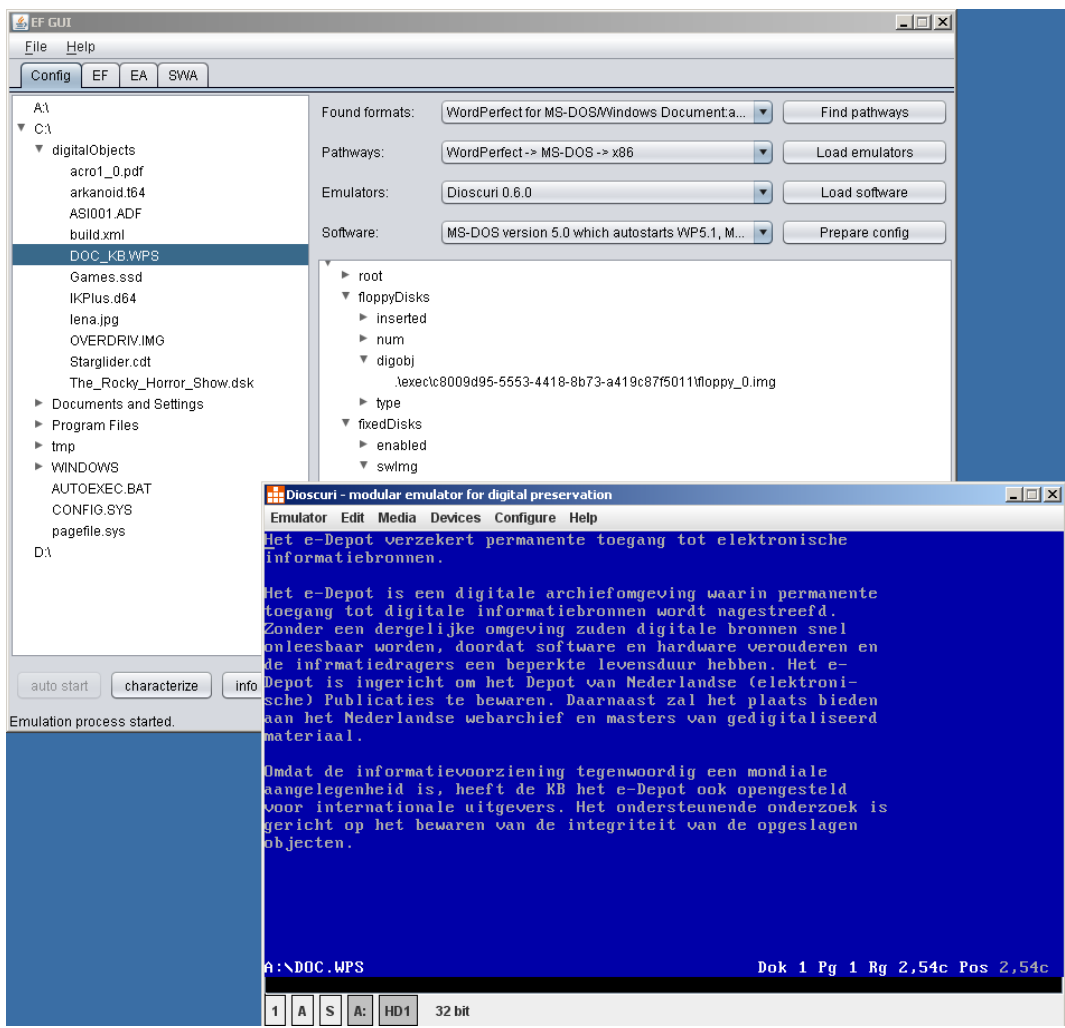 EF GUI
File Help
Config EF EA SWA
A:\
C:\
digitalObjects
acro1_0.pdf
arkanoid.t64
ASI001.ADF
build.xml
DOC_KB.WPS
Games.ssd
IKPlus.d64
lena.jpg
OVERDRIV.IMG
Starglider.cdt
The_Rocky_Horror_Show.dsk
Documents and Settings
Program Files
tmp
WINDOWS
AUTOEXEC.BAT
CONFIG.SYS
pagefile.sys
D:\
auto start characterize info
Emulation process started.
Found formats: WordPerfect for MS-DOS/Windows Document:a... Find pathways
Pathways: WordPerfect -> MS-DOS -> x86 Load emulators
Emulators: Dioscuri 0.6.0 Load software
Software: MS-DOS version 5.0 which autostarts WP5.1, M... Prepare config
root
floppyDisks
inserted
num
digobj
.\exec\c8009d95-5553-4418-8b73-a419c87f5011\floppy_0.img
type
fixedDisks
enabled
swImg
Dioscuri - modular emulator for digital preservation
Emulator Edit Media Devices Configure Help
Het e-Depot verzekert permanente toegang tot elektronische
informatiebronnen.
Het e-Depot is een digitale archiefomgeving waarin permanente
toegang tot digitale informatiebronnen wordt nagestreefd.
Zonder een dergelijke omgeving zuden digitale bronnen snel
onleesbaar worden, doordat software en hardware verouderen en
de infrmatiedragers een beperkte levensduur hebben. Het e-
Depot is ingericht om het Depot van Nederlandse (elektroni-
sche) Publicaties te bewaren. Daarnaast zal het plaats bieden
aan het Nederlandse webarchief en masters van gedigitaliseerd
materiaal.
Omdat de informatievoorziening tegenwoordig een mondiale
aangelegenheid is, heeft de KB het e-Depot ook opengesteld
voor internationale uitgevers. Het ondersteunende onderzoek is
gericht op het bewaren van de integriteit van de opgeslagen
objecten.
A:\DOC.WPS Dok 1 Pg 1 Rg 2,54c Pos 2,54c
1 A S A: HD1 32 bit